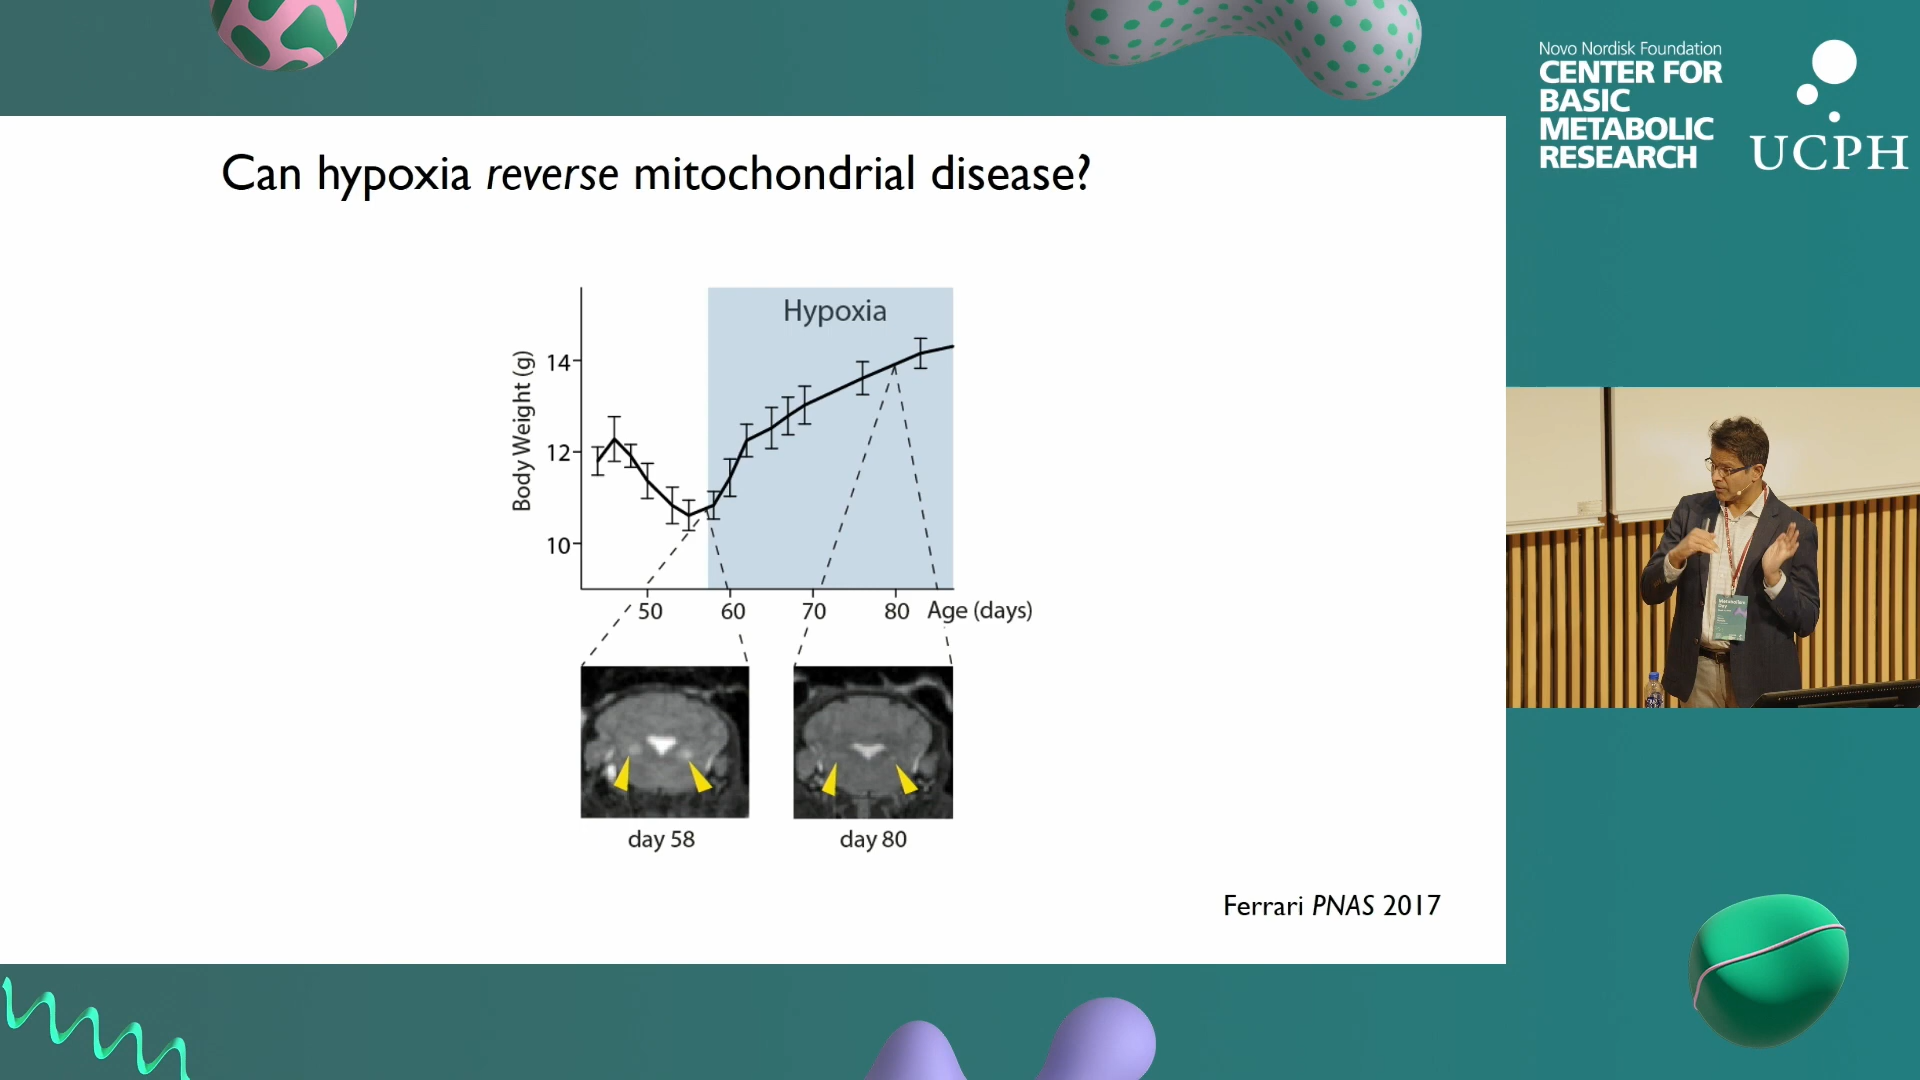 Novo Nordisk Foundation
CENTER FOR
BASIC
METABOLIC
RESEARCH
UCPH
Can hypoxia reverse mitochondrial disease?
Hypoxia
Body Weight (g)
14
12
10
50 60 70 80 Age (days)
day 58 day 80
Ferrari PNAS 2017